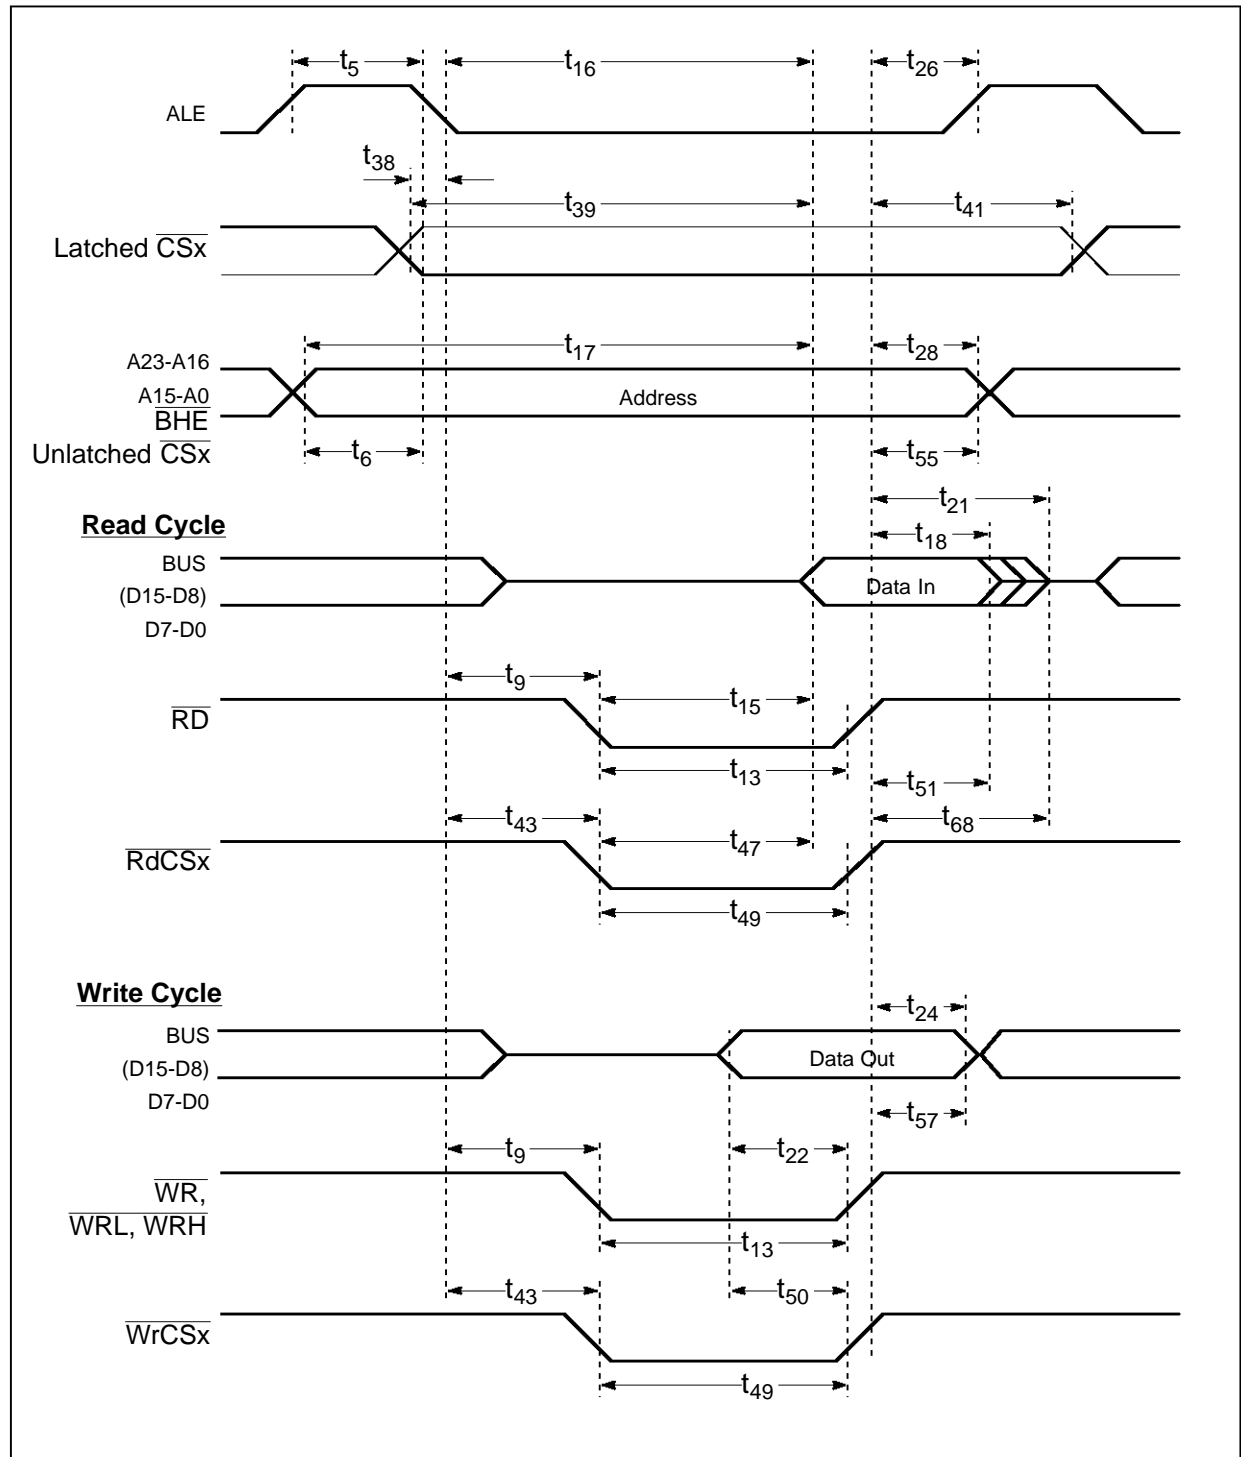 t5 t16 t26
ALE
t38
t39 t41
Latched CSx
t17 t28
A23-A16
A15-A0
Address
BHE
Unlatched CSx
t6 t55
t21
Read Cycle
t18
BUS
(D15-D8)
Data In
D7-D0
t9
t15
RD
t13
t51
t43
t47
t68
RdCSx
t49
Write Cycle
t24
BUS
(D15-D8)
Data Out
D7-D0
t57
t9
t22
WR,
WRL, WRH
t13
t43
t50
WrCSx
t49